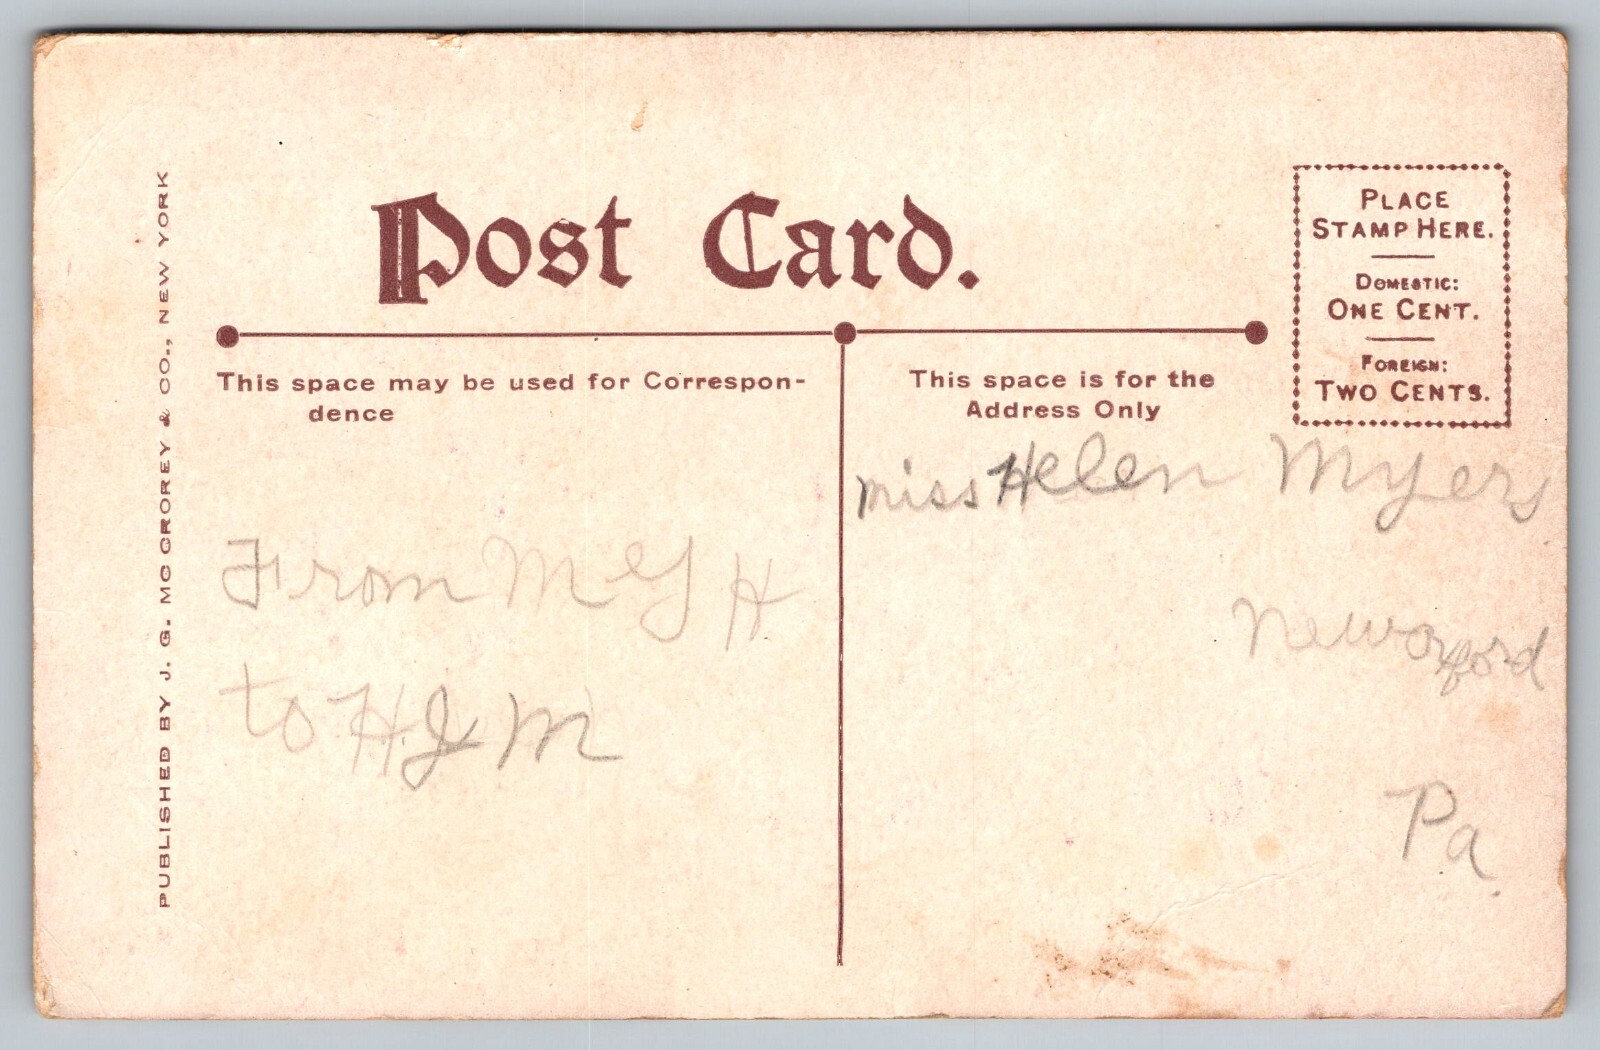 PUBLISHED BY J. G. MC CROREY & CO., NEW YORK
Post Card.
PLACE
STAMP HERE.
DOMESTIC:
ONE CENT.
FOREIGN:
TWO CENTS.
This space may be used for Correspon-
dence
From M E Y H
to H J M
This space is for the
Address Only
miss Helen Myers
new oxford
Pa.